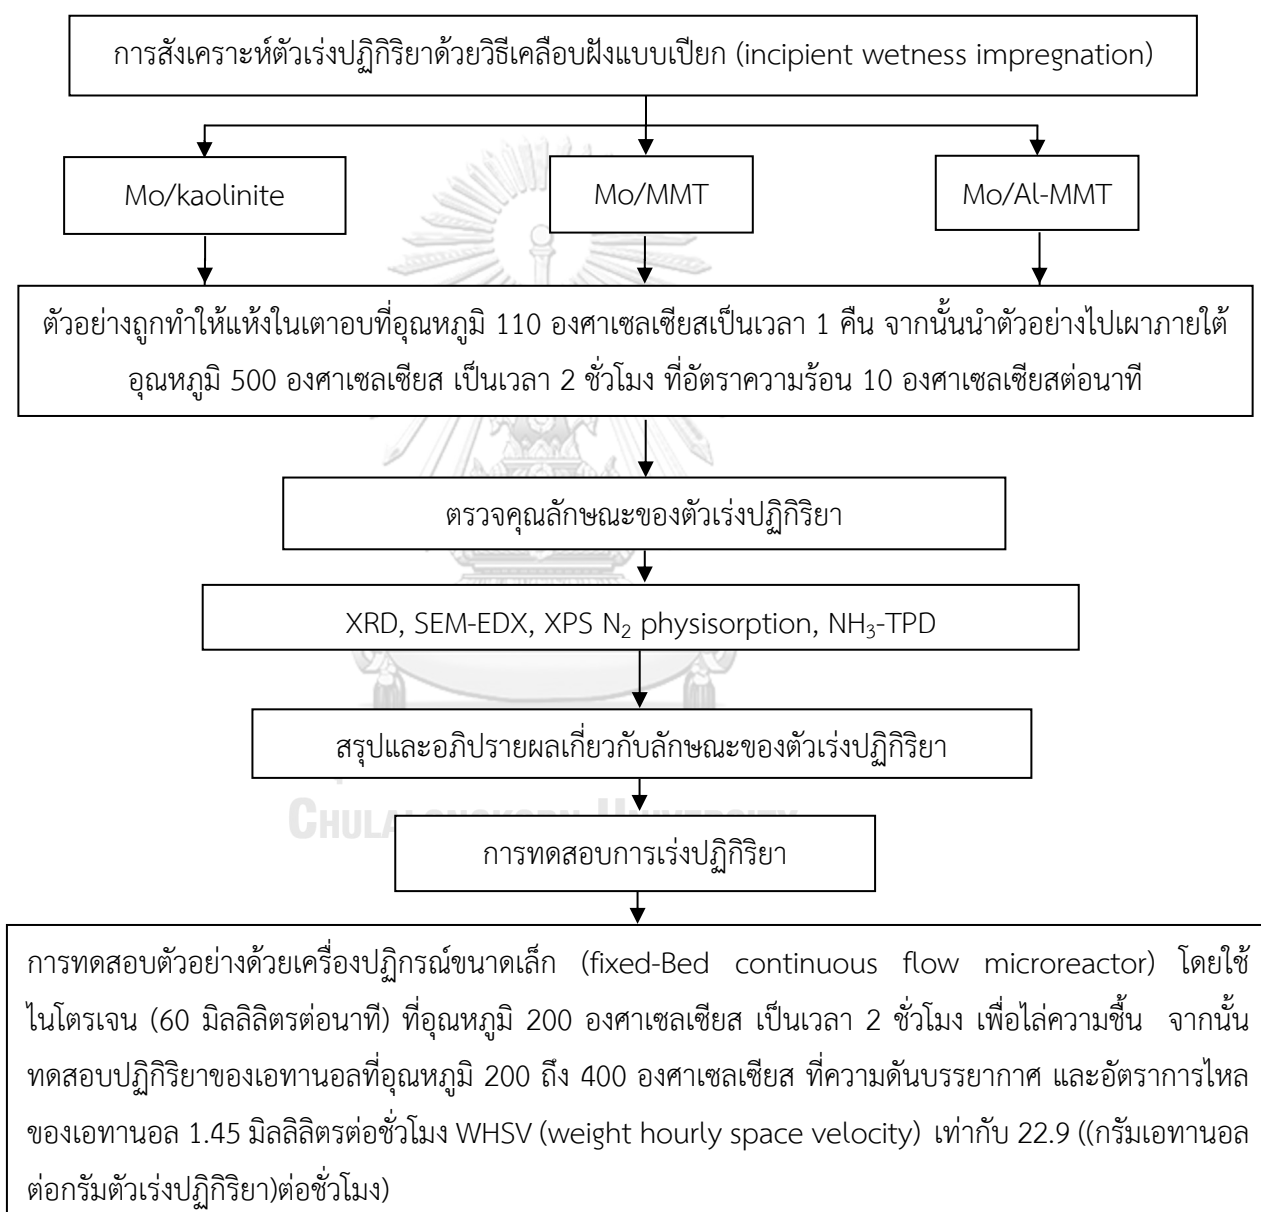 การสังเคราะห์ตัวเร่งปฏิกิริยาด้วยวิธีเคลือบฝังแบบเปียก (incipient wetness impregnation)
Mo/kaolinite
Mo/MMT
Mo/Al-MMT
ตัวอย่างถูกทำให้แห้งในเตาอบที่อุณหภูมิ 110 องศาเซลเซียสเป็นเวลา 1 คืน จากนั้นนำตัวอย่างไปเผาภายใต้
อุณหภูมิ 500 องศาเซลเซียส เป็นเวลา 2 ชั่วโมง ที่อัตราความร้อน 10 องศาเซลเซียสต่อนาที
ตรวจคุณลักษณะของตัวเร่งปฏิกิริยา
XRD, SEM-EDX, XPS N₂ physisorption, NH₃-TPD
สรุปและอภิปรายผลเกี่ยวกับลักษณะของตัวเร่งปฏิกิริยา
CHULALONGKORN UNIVERSITY
การทดสอบการเร่งปฏิกิริยา
การทดสอบตัวอย่างด้วยเครื่องปฏิกรณ์ขนาดเล็ก (fixed-Bed continuous flow microreactor) โดยใช้
ไนโตรเจน (60 มิลลิลิตรต่อนาที) ที่อุณหภูมิ 200 องศาเซลเซียส เป็นเวลา 2 ชั่วโมง เพื่อไล่ความชื้น จากนั้น
ทดสอบปฏิกิริยาของเอทานอลที่อุณหภูมิ 200 ถึง 400 องศาเซลเซียส ที่ความดันบรรยากาศ และอัตราการไหล
ของเอทานอล 1.45 มิลลิลิตรต่อชั่วโมง WHSV (weight hourly space velocity) เท่ากับ 22.9 ((กรัมเอทานอล
ต่อกรัมตัวเร่งปฏิกิริยา)ต่อชั่วโมง)